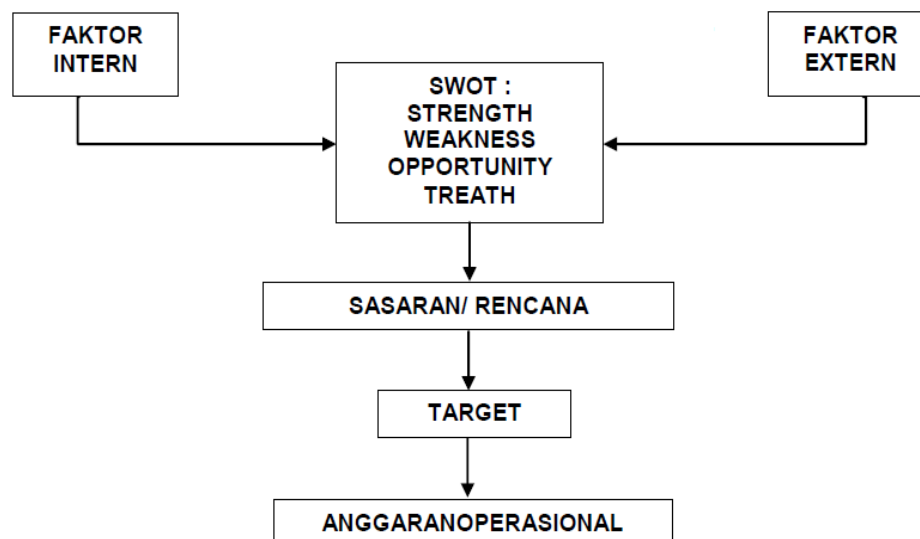 FAKTOR
INTERN
FAKTOR
EXTERN
SWOT :
STRENGTH
WEAKNESS
OPPORTUNITY
TREATH
SASARAN/ RENCANA
TARGET
ANGGARANOPERASIONAL